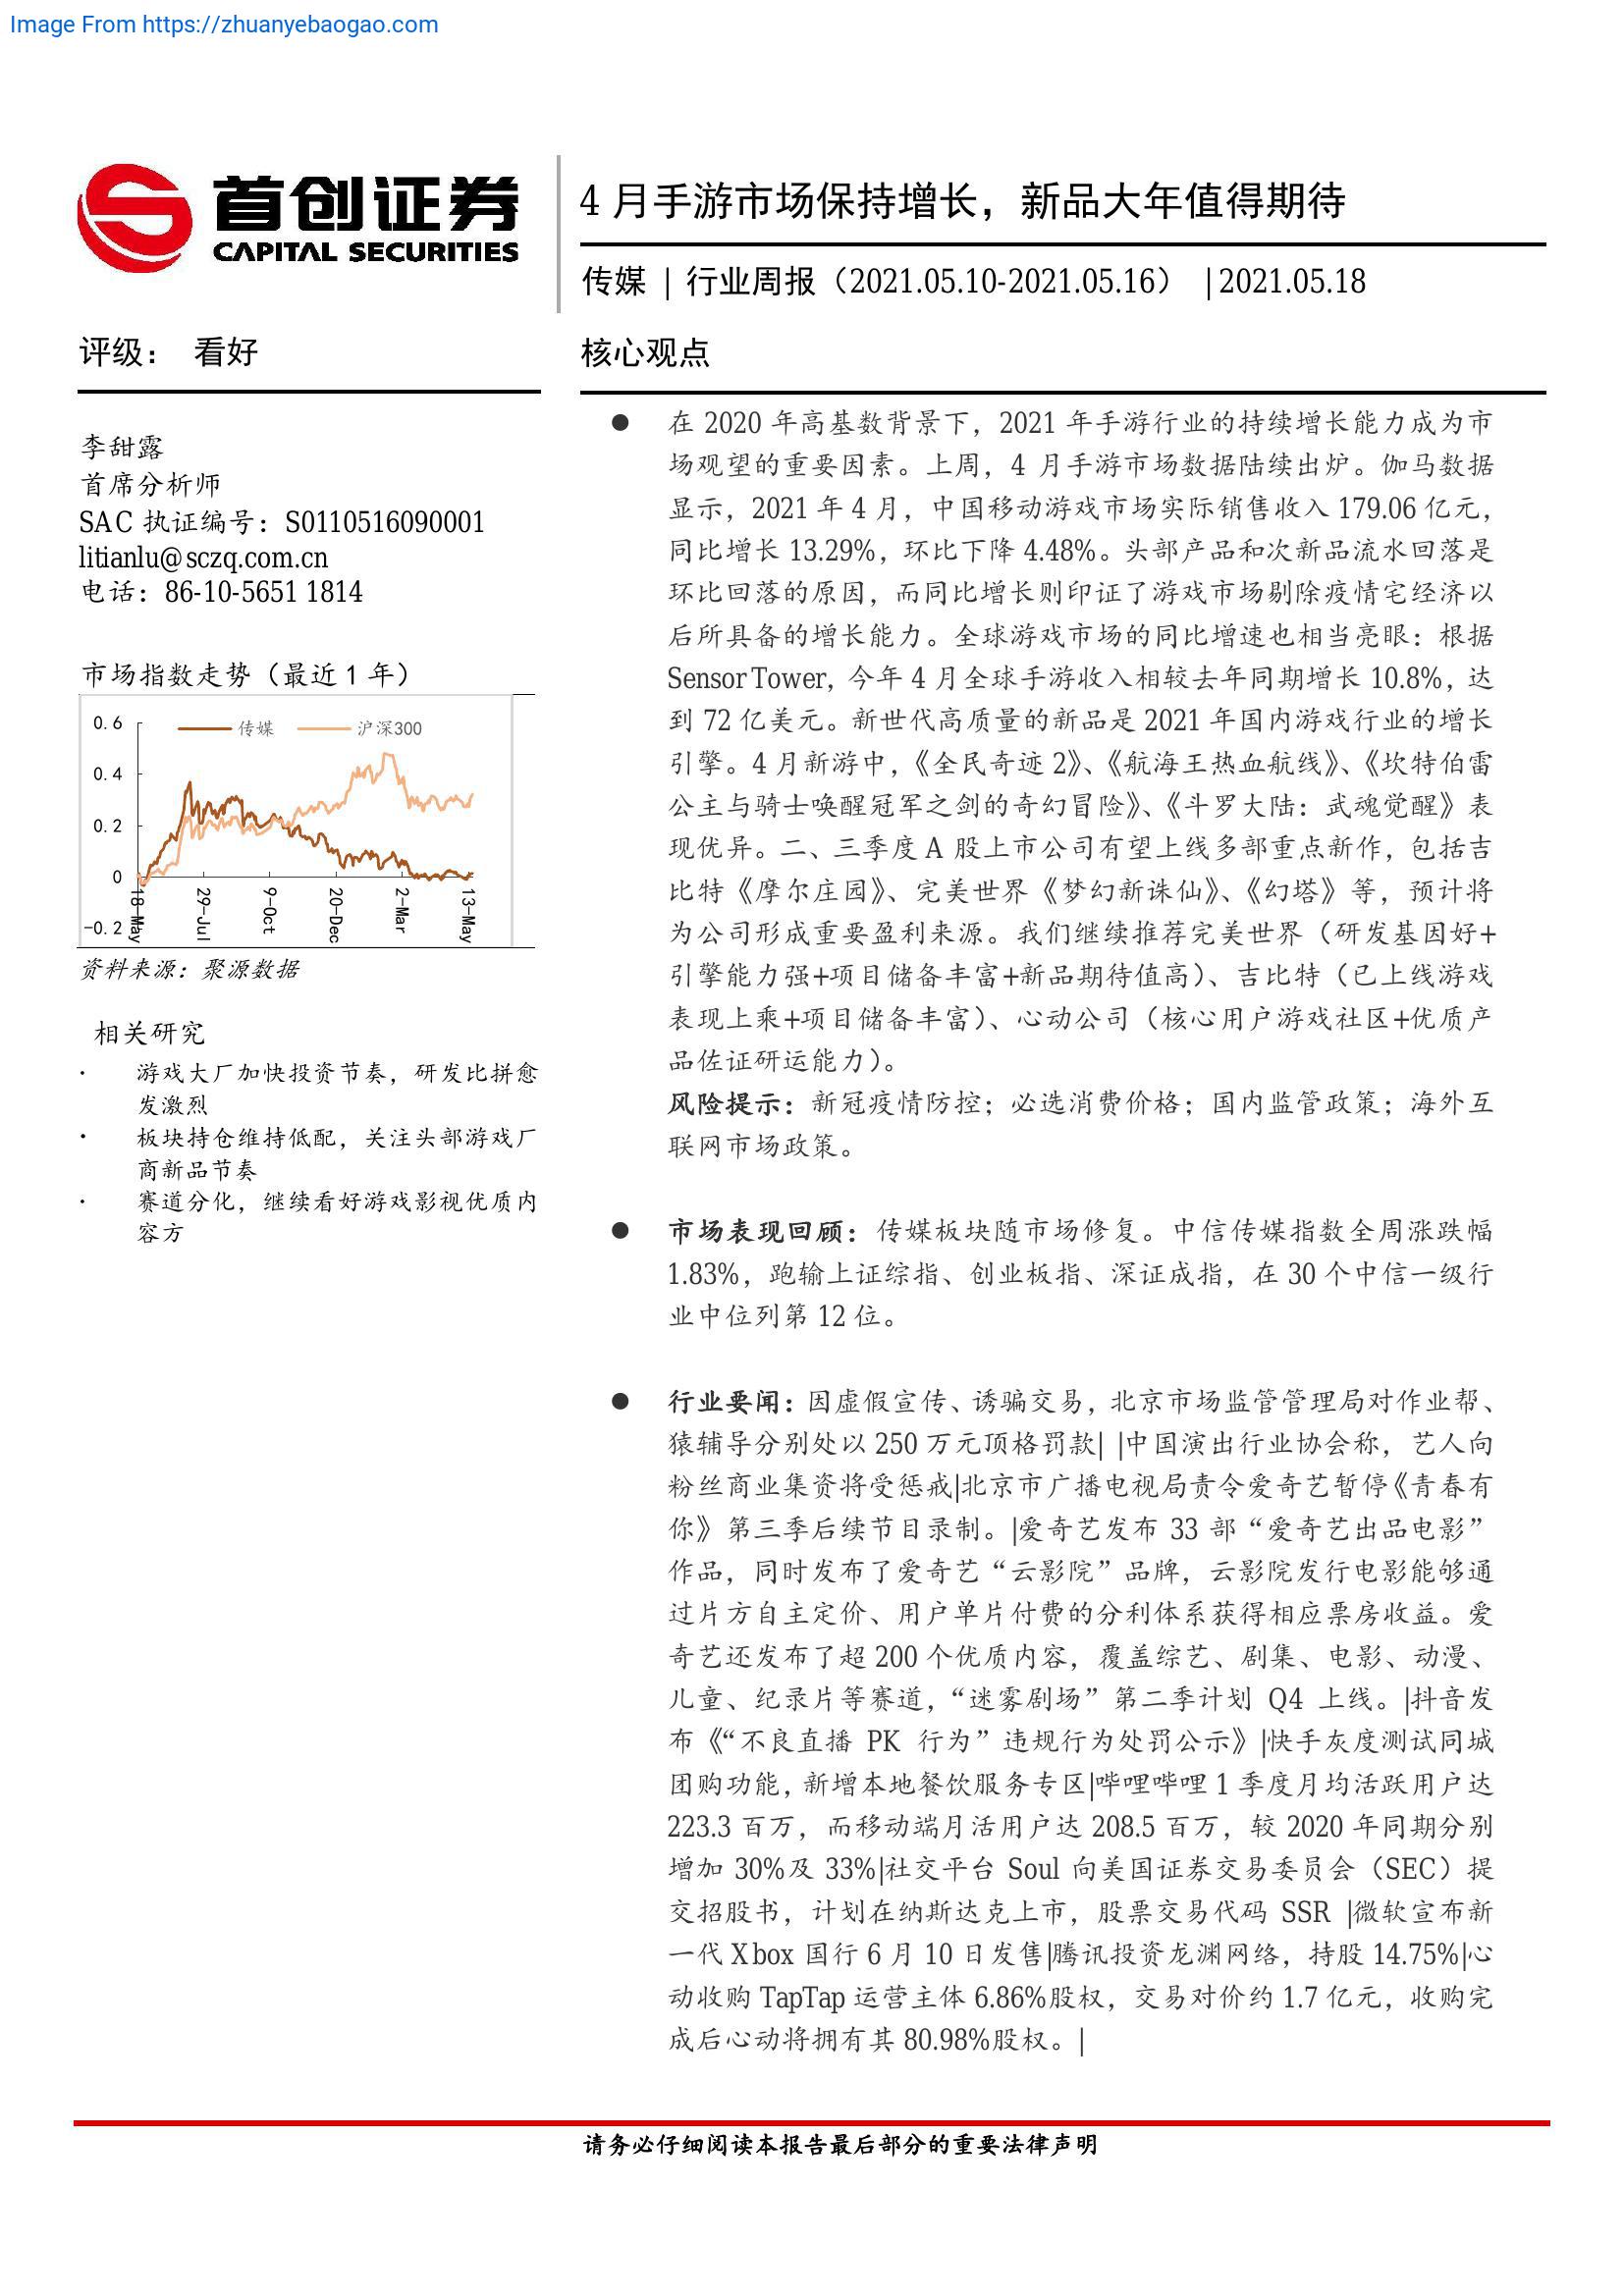 Image From https://zhuanyebaogao.com
首创证券
CAPITAL SECURITIES
4 月手游市场保持增长，新品大年值得期待
传媒 | 行业周报（2021.05.10-2021.05.16） | 2021.05.18
评级： 看好
李甜露
首席分析师
SAC 执证编号：S0110516090001
litianlu@sczq.com.cn
电话：86-10-5651 1814
市场指数走势（最近 1 年）
传媒 沪深300
0.6
0.4
0.2
0
-0.2
18-May 29-Jul 9-Oct 20-Dec 2-Mar 13-May
资料来源：聚源数据
相关研究
· 游戏大厂加快投资节奏，研发比拼愈
发激烈
· 板块持仓维持低配，关注头部游戏厂
商新品节奏
· 赛道分化，继续看好游戏影视优质内
容方
核心观点
● 在 2020 年高基数背景下，2021 年手游行业的持续增长能力成为市
场观望的重要因素。上周，4 月手游市场数据陆续出炉。伽马数据
显示，2021 年 4 月，中国移动游戏市场实际销售收入 179.06 亿元，
同比增长 13.29%，环比下降 4.48%。头部产品和次新品流水回落是
环比回落的原因，而同比增长则印证了游戏市场剔除疫情宅经济以
后所具备的增长能力。全球游戏市场的同比增速也相当亮眼：根据
Sensor Tower，今年 4 月全球手游收入相较去年同期增长 10.8%，达
到 72 亿美元。新世代高质量的新品是 2021 年国内游戏行业的增长
引擎。4 月新游中，《全民奇迹 2》、《航海王热血航线》、《坎特伯雷
公主与骑士唤醒冠军之剑的奇幻冒险》、《斗罗大陆：武魂觉醒》表
现优异。二、三季度 A 股上市公司有望上线多部重点新作，包括吉
比特《摩尔庄园》、完美世界《梦幻新诛仙》、《幻塔》等，预计将
为公司形成重要盈利来源。我们继续推荐完美世界（研发基因好+
引擎能力强+项目储备丰富+新品期待值高）、吉比特（已上线游戏
表现上乘+项目储备丰富）、心动公司（核心用户游戏社区+优质产
品佐证研运能力）。
风险提示：新冠疫情防控；必选消费价格；国内监管政策；海外互
联网市场政策。
● 市场表现回顾：传媒板块随市场修复。中信传媒指数全周涨跌幅
1.83%，跑输上证综指、创业板指、深证成指，在 30 个中信一级行
业中位列第 12 位。
● 行业要闻：因虚假宣传、诱骗交易，北京市场监管管理局对作业帮、
猿辅导分别处以 250 万元顶格罚款| |中国演出行业协会称，艺人向
粉丝商业集资将受惩戒|北京市广播电视局责令爱奇艺暂停《青春有
你》第三季后续节目录制。|爱奇艺发布 33 部“爱奇艺出品电影”
作品，同时发布了爱奇艺“云影院”品牌，云影院发行电影能够通
过片方自主定价、用户单片付费的分利体系获得相应票房收益。爱
奇艺还发布了超 200 个优质内容，覆盖综艺、剧集、电影、动漫、
儿童、纪录片等赛道，“迷雾剧场”第二季计划 Q4 上线。|抖音发
布《“不良直播 PK 行为”违规行为处罚公示》|快手灰度测试同城
团购功能，新增本地餐饮服务专区|哔哩哔哩 1 季度月均活跃用户达
223.3 百万，而移动端月活用户达 208.5 百万，较 2020 年同期分别
增加 30%及 33%|社交平台 Soul 向美国证券交易委员会（SEC）提
交招股书，计划在纳斯达克上市，股票交易代码 SSR |微软宣布新
一代 Xbox 国行 6 月 10 日发售|腾讯投资龙渊网络，持股 14.75%|心
动收购 TapTap 运营主体 6.86%股权，交易对价约 1.7 亿元，收购完
成后心动将拥有其 80.98%股权。|
请务必仔细阅读本报告最后部分的重要法律声明